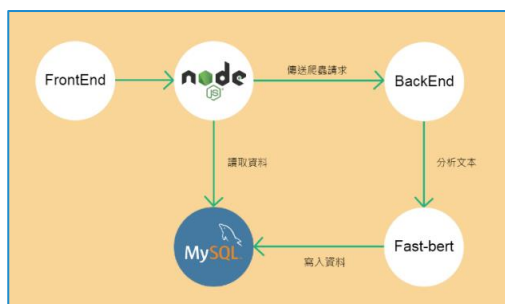 FrontEnd
node
JS
傳送爬蟲請求
BackEnd
讀取資料
分析文本
MySQL
寫入資料
Fast-bert